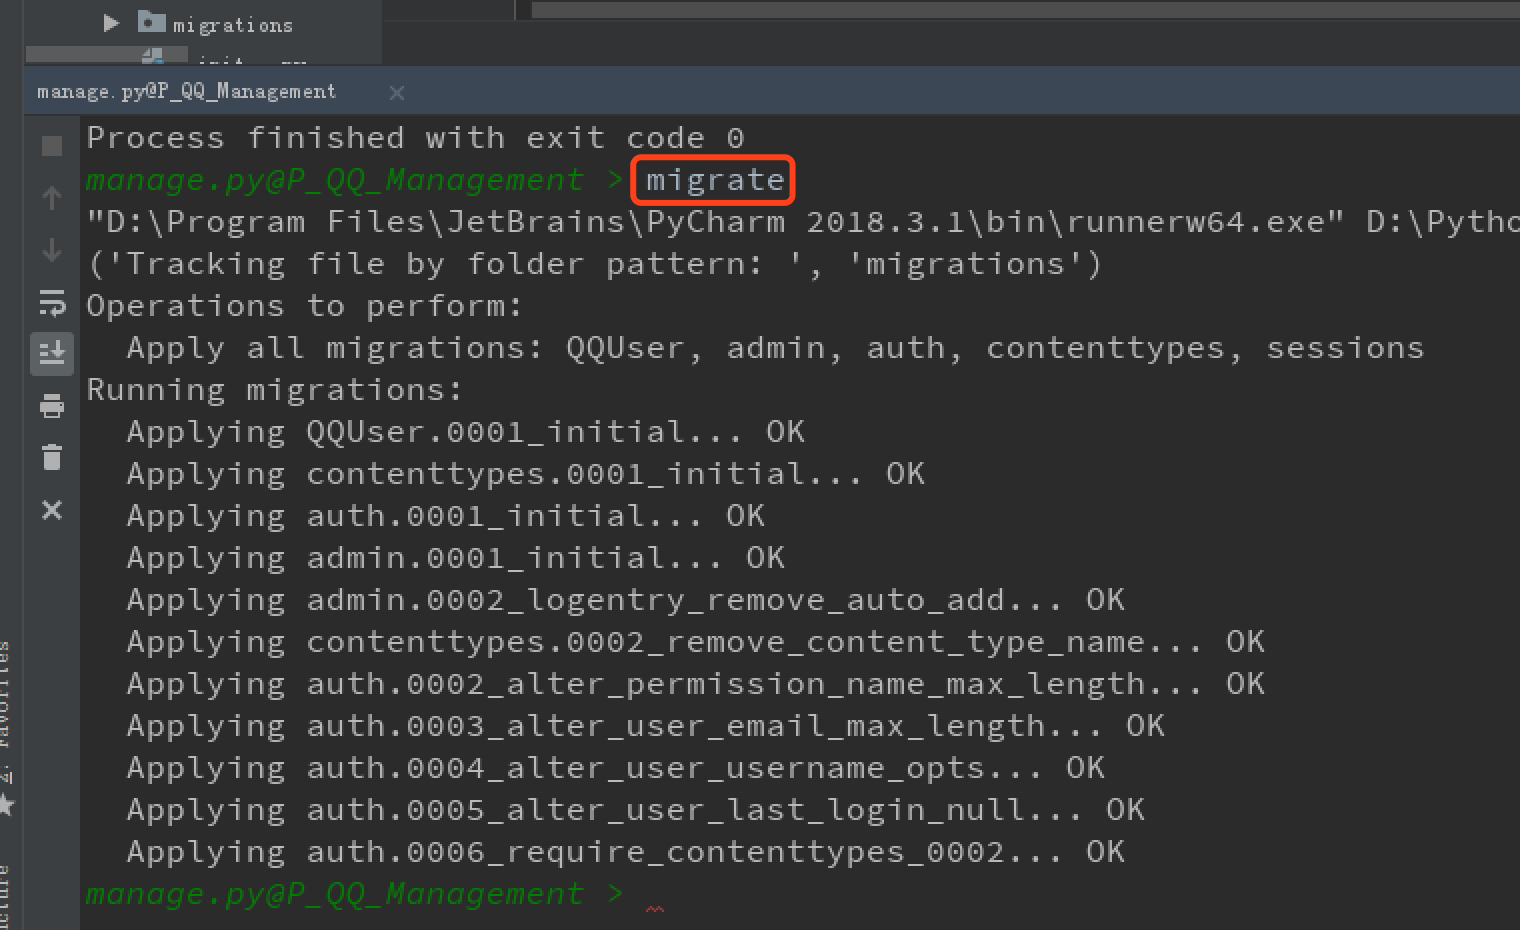 migrations
manage.py@P_QQ_Management
Process finished with exit code 0
manage.py@P_QQ_Management > migrate
"D:\Program Files\JetBrains\PyCharm 2018.3.1\bin\runnerw64.exe" D:\Pytho
('Tracking file by folder pattern: ', 'migrations')
Operations to perform:
  Apply all migrations: QQUser, admin, auth, contenttypes, sessions
Running migrations:
  Applying QQUser.0001_initial... OK
  Applying contenttypes.0001_initial... OK
  Applying auth.0001_initial... OK
  Applying admin.0001_initial... OK
  Applying admin.0002_logentry_remove_auto_add... OK
  Applying contenttypes.0002_remove_content_type_name... OK
  Applying auth.0002_alter_permission_name_max_length... OK
  Applying auth.0003_alter_user_email_max_length... OK
  Applying auth.0004_alter_user_username_opts... OK
  Applying auth.0005_alter_user_last_login_null... OK
  Applying auth.0006_require_contenttypes_0002... OK
manage.py@P_QQ_Management >
2: Favorites